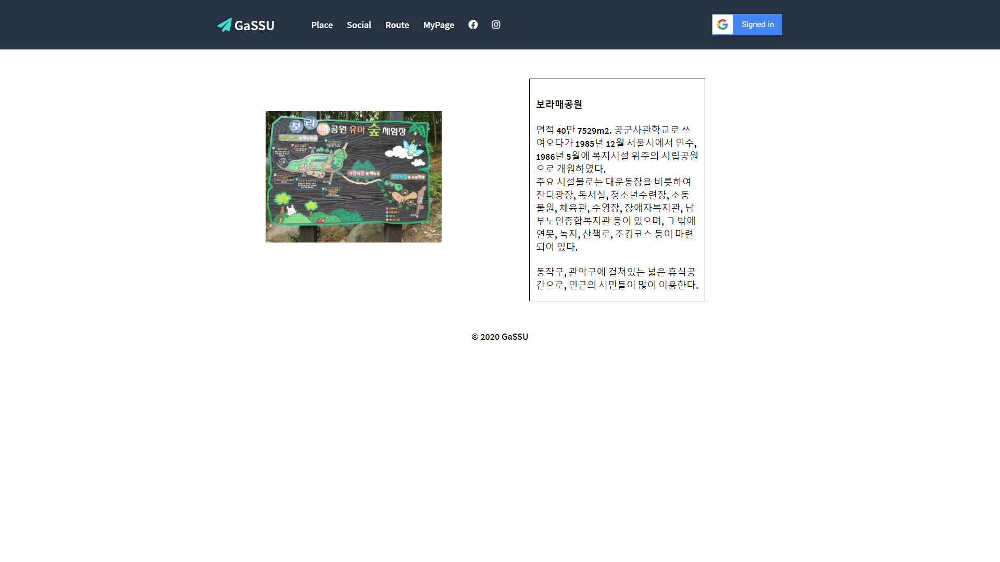 GaSSU
Place
Social
Route
MyPage
Signed in
보라매공원 유아 숲 체험장
아장아장 숲 체험길
보라매공원
면적 40만 7529m2. 공군사관학교로 쓰
여오다가 1985년 12월 서울시에서 인수,
1986년 5월에 복지시설 위주의 시립공원
으로 개원하였다.
주요 시설물로는 대운동장을 비롯하여
잔디광장, 독서실, 청소년수련장, 소동
물원, 체육관, 수영장, 장애자복지관, 남
부노인종합복지관 등이 있으며, 그 밖에
연못, 녹지, 산책로, 조깅코스 등이 마련
되어 있다.
동작구, 관악구에 걸쳐있는 넓은 휴식공
간으로, 인근의 시민들이 많이 이용한다.
© 2020 GaSSU